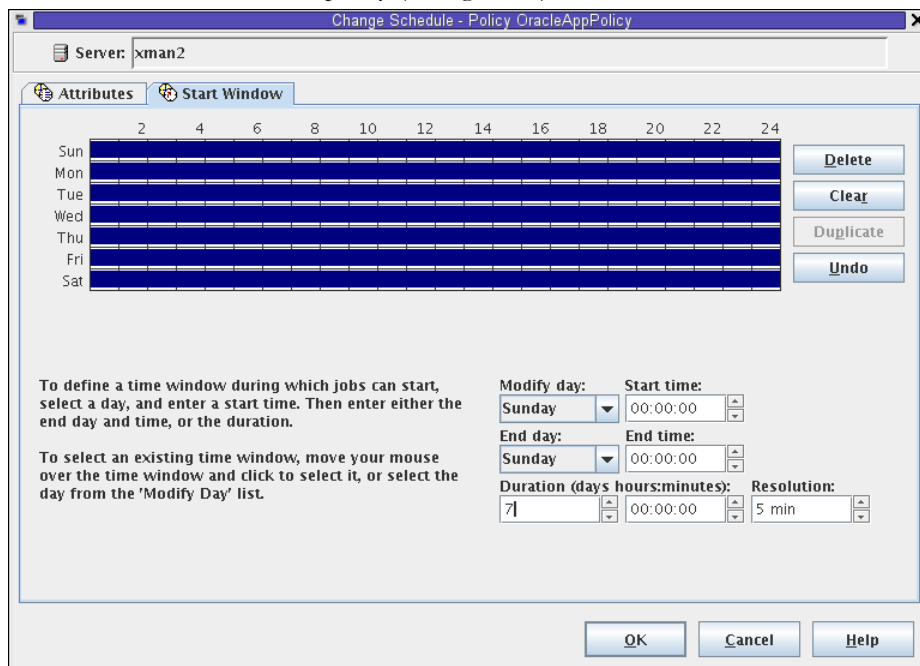 Change Schedule - Policy OracleAppPolicy
Server: xman2
Attributes Start Window
2 4 6 8 10 12 14 16 18 20 22 24
Sun
Mon
Tue
Wed
Thu
Fri
Sat
Delete
Clear
Duplicate
Undo
To define a time window during which jobs can start,
select a day, and enter a start time. Then enter either the
end day and time, or the duration.
To select an existing time window, move your mouse
over the time window and click to select it, or select the
day from the 'Modify Day' list.
Modify day: Start time:
Sunday 00:00:00
End day: End time:
Sunday 00:00:00
Duration (days hours:minutes): Resolution:
7 00:00:00 5 min
OK Cancel Help